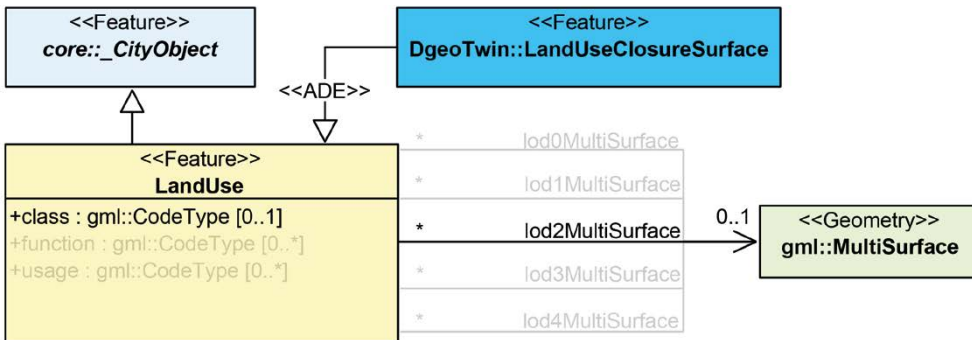 <<Feature>>
core::_CityObject
<<Feature>>
DgeoTwin::LandUseClosureSurface
<<ADE>>
<<Feature>>
LandUse
+class : gml::CodeType [0..1]
+function : gml::CodeType [0..*]
+usage : gml::CodeType [0..*]
* lod0MultiSurface
* lod1MultiSurface
* lod2MultiSurface 0..1
* lod3MultiSurface
* lod4MultiSurface
<<Geometry>>
gml::MultiSurface